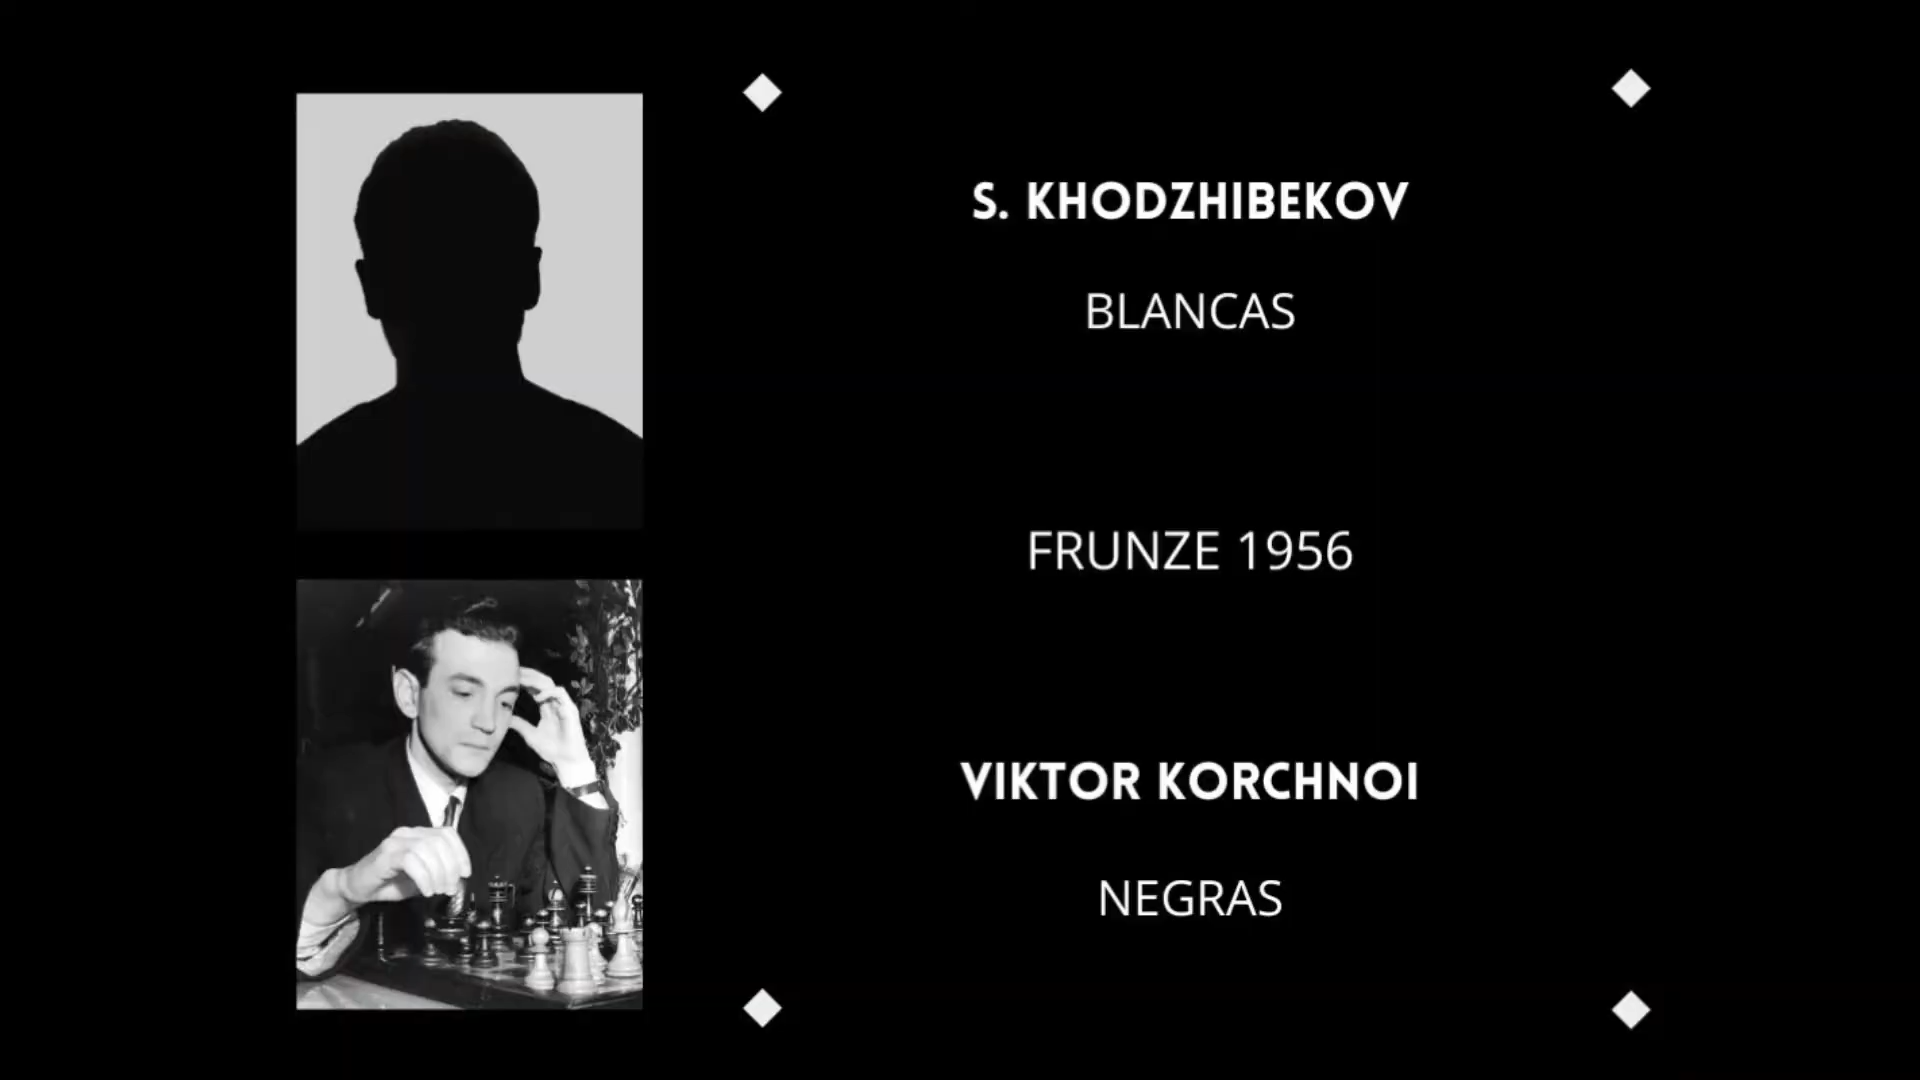 S. KHODZHIBEKOV
BLANCAS
FRUNZE 1956
VIKTOR KORCHNOI
NEGRAS